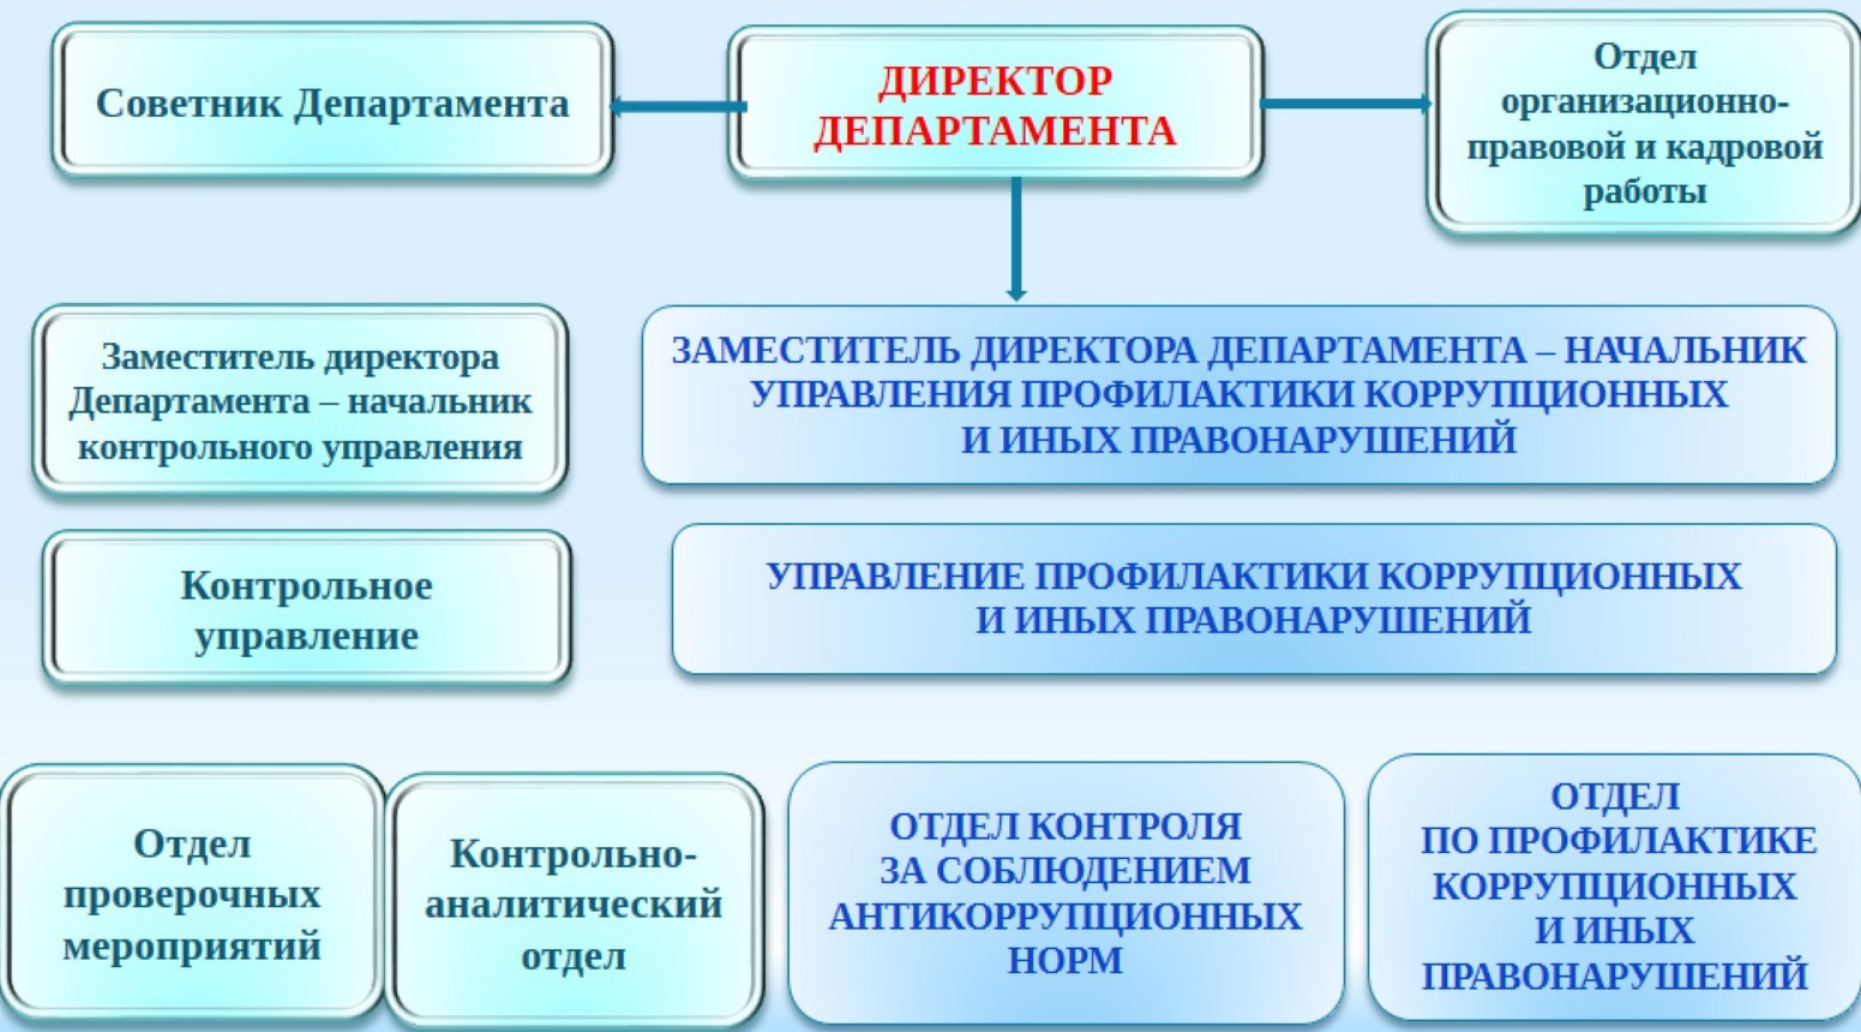 Советник Департамента
ДИРЕКТОР
ДЕПАРТАМЕНТА
Отдел
организационно-
правовой и кадровой
работы
Заместитель директора
Департамента – начальник
контрольного управления
ЗАМЕСТИТЕЛЬ ДИРЕКТОРА ДЕПАРТАМЕНТА – НАЧАЛЬНИК
УПРАВЛЕНИЯ ПРОФИЛАКТИКИ КОРРУПЦИОННЫХ
И ИНЫХ ПРАВОНАРУШЕНИЙ
Контрольное
управление
УПРАВЛЕНИЕ ПРОФИЛАКТИКИ КОРРУПЦИОННЫХ
И ИНЫХ ПРАВОНАРУШЕНИЙ
Отдел
проверочных
мероприятий
Контрольно-
аналитический
отдел
ОТДЕЛ КОНТРОЛЯ
ЗА СОБЛЮДЕНИЕМ
АНТИКОРРУПЦИОННЫХ
НОРМ
ОТДЕЛ
ПО ПРОФИЛАКТИКЕ
КОРРУПЦИОННЫХ
И ИНЫХ
ПРАВОНАРУШЕНИЙ